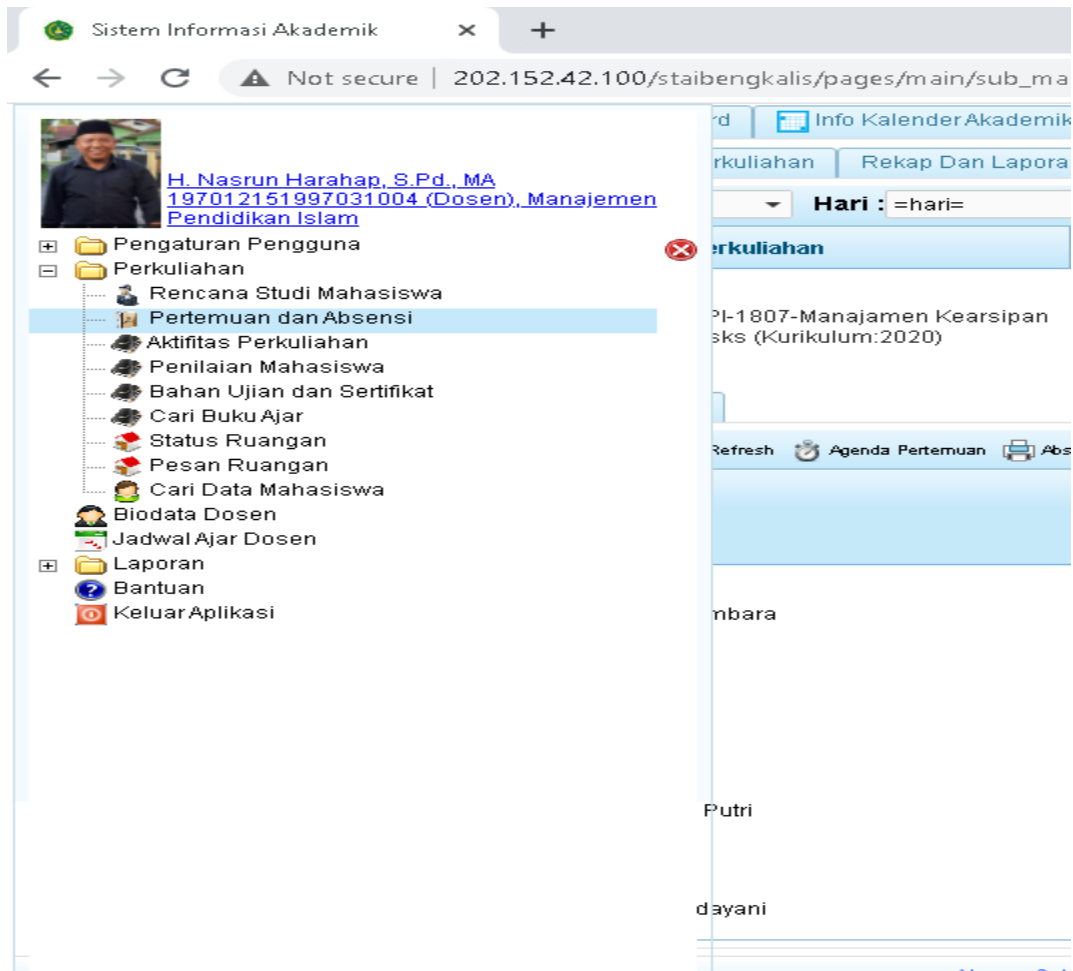 Sistem Informasi Akademik
Not secure | 202.152.42.100/staibengkalis/pages/main/sub_ma
Info Kalender Akademik
Rekap Dan Lapora
H. Nasrun Harahap, S.Pd., MA
197012151997031004 (Dosen), Manajemen
Pendidikan Islam
Hari : =hari=
Pengaturan Pengguna
erkuliahan
Perkuliahan
Rencana Studi Mahasiswa
Pertemuan dan Absensi
PI-1807-Manajamen Kearsipan
sks (Kurikulum:2020)
Aktifitas Perkuliahan
Penilaian Mahasiswa
Bahan Ujian dan Sertifikat
Cari Buku Ajar
Status Ruangan
Refresh Agenda Pertemuan Abs
Pesan Ruangan
Cari Data Mahasiswa
Biodata Dosen
Jadwal Ajar Dosen
Laporan
Bantuan
Keluar Aplikasi
mbara
Putri
dayani